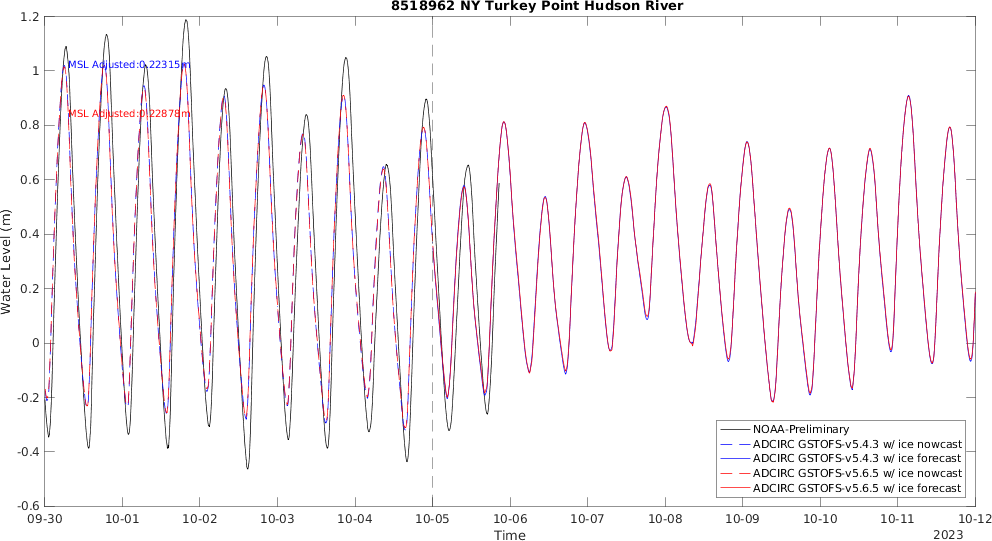 8518962 NY Turkey Point Hudson River
Water Level (m)
1.2
1
0.8
0.6
0.4
0.2
0
-0.2
-0.4
-0.6
MSL Adjusted:0.22315m
MSL Adjusted:0.22878m
NOAA-Preliminary
ADCIRC GSTOFS-v5.4.3 w/ ice nowcast
ADCIRC GSTOFS-v5.4.3 w/ ice forecast
ADCIRC GSTOFS-v5.6.5 w/ ice nowcast
ADCIRC GSTOFS-v5.6.5 w/ ice forecast
09-30 10-01 10-02 10-03 10-04 10-05 10-06 10-07 10-08 10-09 10-10 10-11 10-12
Time
2023